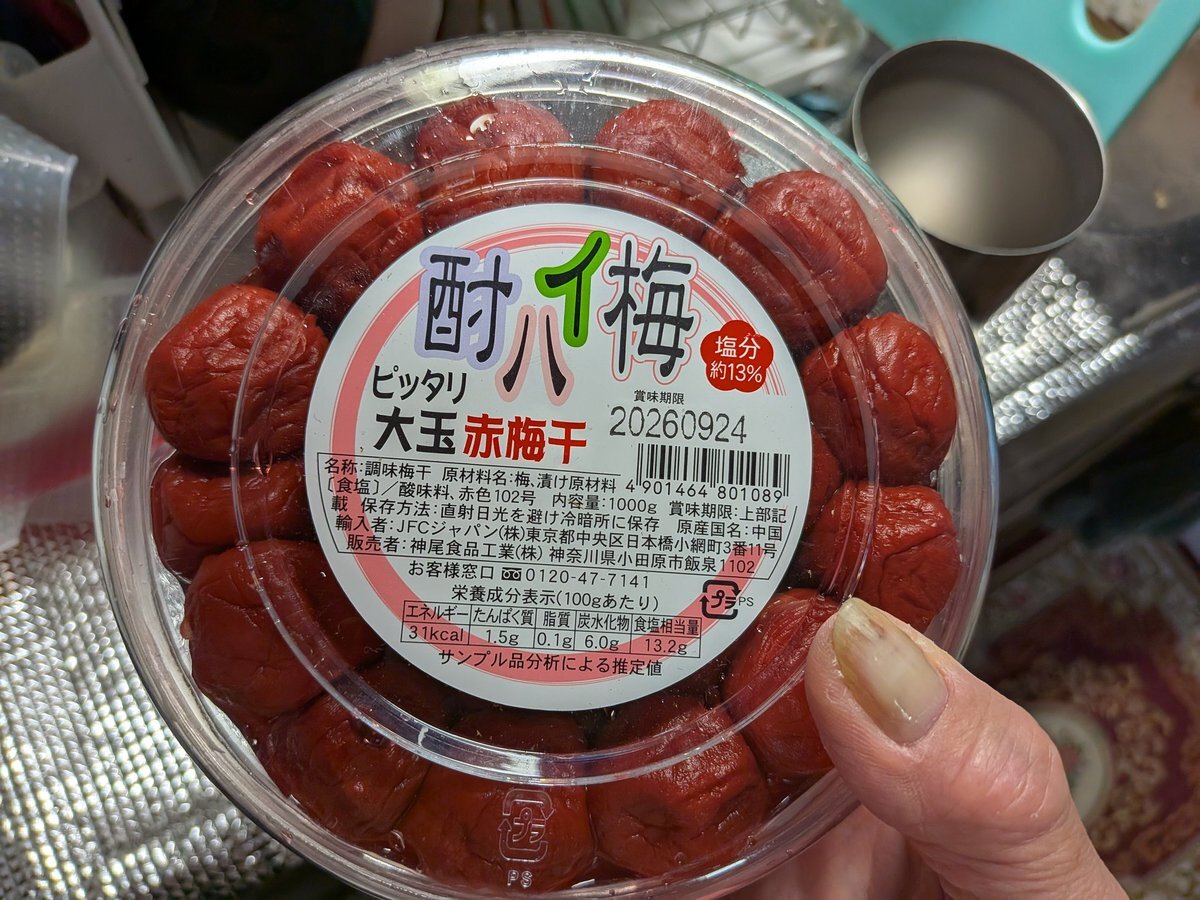 酎ハイ梅
塩分
約13%
ピッタリ
大玉 赤梅干
賞味期限
20260924
4 901464 801089
名称:調味梅干 原材料名:梅、漬け原材料
〔食塩〕/酸味料、赤色102号 内容量:1000g 賞味期限:上部記
載 保存方法:直射日光を避け冷暗所に保存 原産国名:中国
輸入者:JFCジャパン(株)東京都中央区日本橋小網町3番11号
販売者:神尾食品工業(株) 神奈川県小田原市飯泉1102
お客様窓口 0120-47-7141
栄養成分表示(100gあたり)
エネルギー たんぱく質 脂質 炭水化物 食塩相当量
31kcal 1.5g 0.1g 6.0g 13.2g
サンプル品分析による推定値
プラ PS
プラ
PS